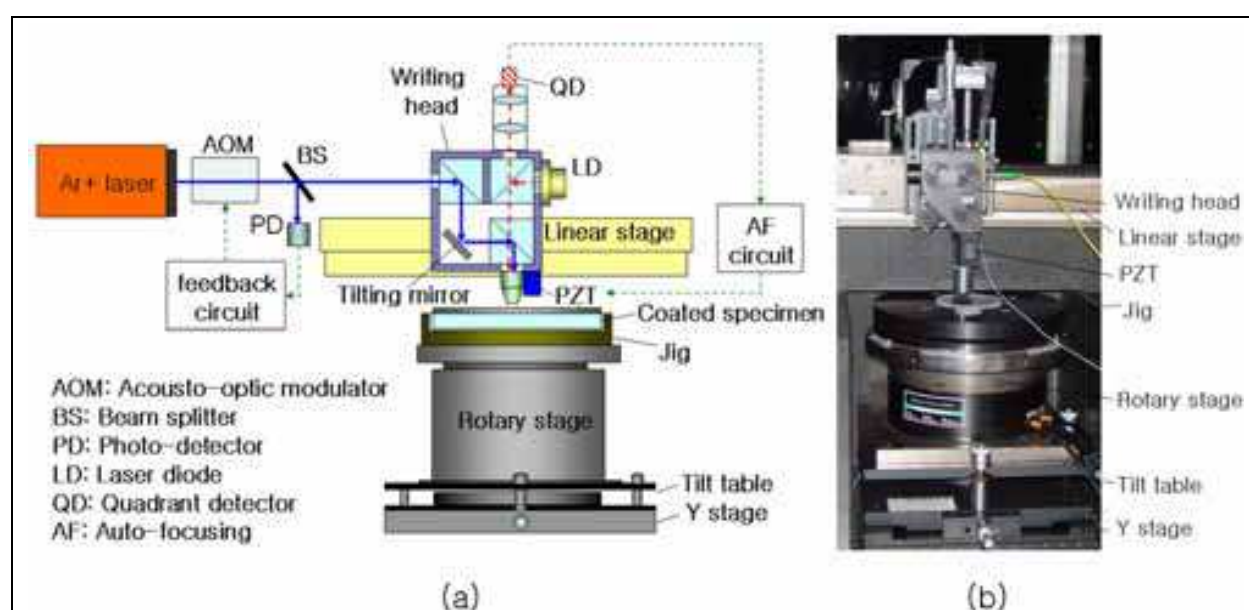 Writing
head
QD
AOM
BS
LD
Ar+ laser
PD
Linear stage
AF
circuit
feedback
circuit
Tilting mirror
PZT
Coated specimen
Jig
AOM: Acousto-optic modulator
BS: Beam splitter
PD: Photo-detector
LD: Laser diode
QD: Quadrant detector
AF: Auto-focusing
Rotary stage
Tilt table
Y stage
(a)
Writing head
Linear stage
PZT
Jig
Rotary stage
Tilt table
Y stage
(b)